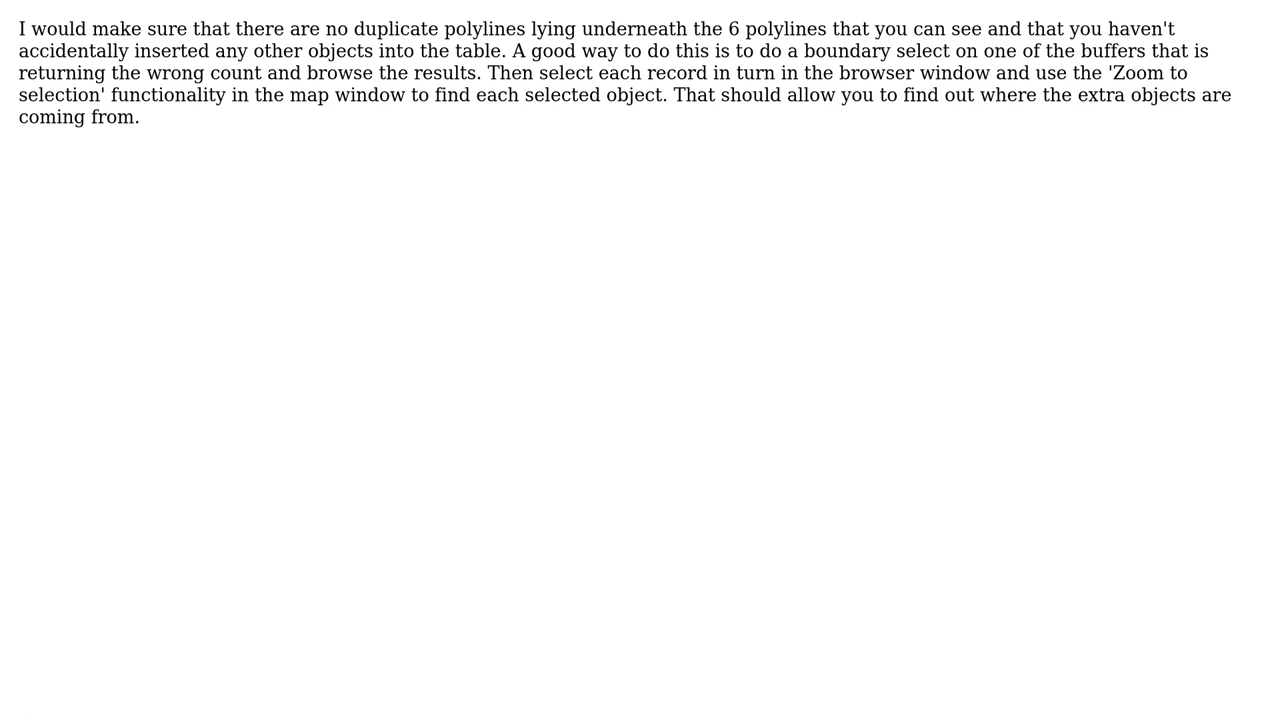 I would make sure that there are no duplicate polylines lying underneath the 6 polylines that you can see and that you haven't
accidentally inserted any other objects into the table. A good way to do this is to do a boundary select on one of the buffers that is
returning the wrong count and browse the results. Then select each record in turn in the browser window and use the 'Zoom to
selection' functionality in the map window to find each selected object. That should allow you to find out where the extra objects are
coming from.